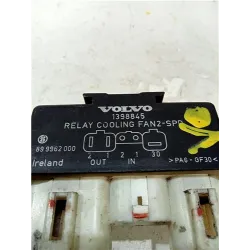 VOLVO
1398845
RELAY COOLING FAN2-SPD
89 9962 000
2 1 2 1 30
Ireland OUT IN >PA6-GF30<